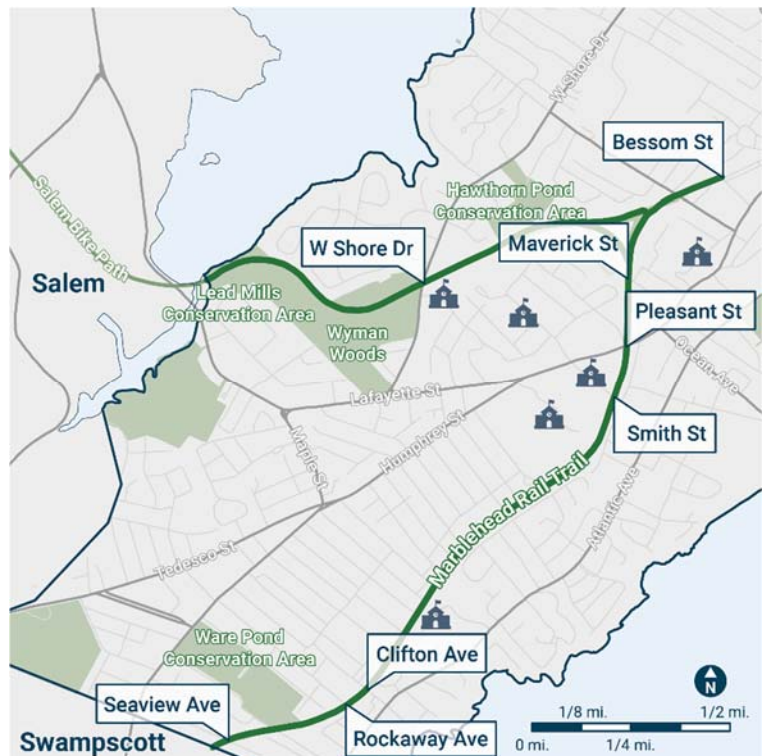 W Shore Dr
Bessom St
Hawthorn Pond
Conservation Area
Salem Bike Path
W Shore Dr
Maverick St
Salem
Lead Mills
Conservation Area
Pleasant St
Wyman
Woods
Ocean Ave
Lafayette St
Smith St
Humphrey St
Maple St
Marblehead Rail Trail
Atlantic Ave
Tedesco St
Ware Pond
Conservation Area
Clifton Ave
Seaview Ave
Rockaway Ave
Swampscott
N
1/8 mi.
1/2 mi.
0 mi.
1/4 mi.